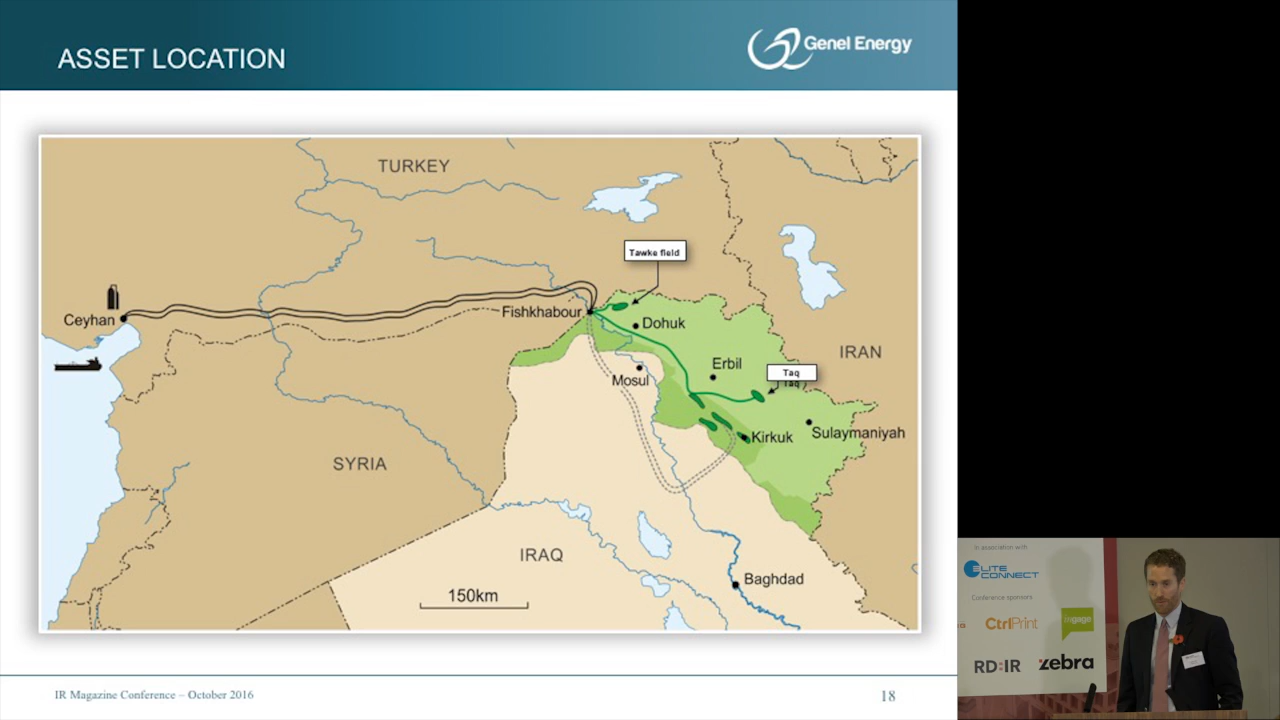 ASSET LOCATION
Genel Energy
TURKEY
Tawke field
Ceyhan
Fishkhabour
Dohuk
IRAN
Erbil
Taq
Taq
Mosul
Kirkuk
Sulaymaniyah
SYRIA
IRAQ
Baghdad
150km
IR Magazine Conference – October 2016
18
In association with
ELITE
CONNECT
Conference sponsors
CtrlPrint
ingage
RD:IR
zebra